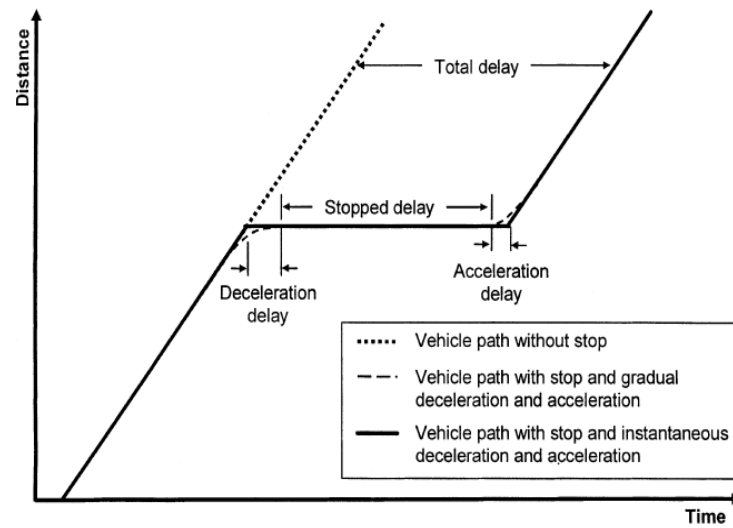 Distance
Total delay
Stopped delay
Deceleration
delay
Acceleration
delay
Vehicle path without stop
Vehicle path with stop and gradual
deceleration and acceleration
Vehicle path with stop and instantaneous
deceleration and acceleration
Time